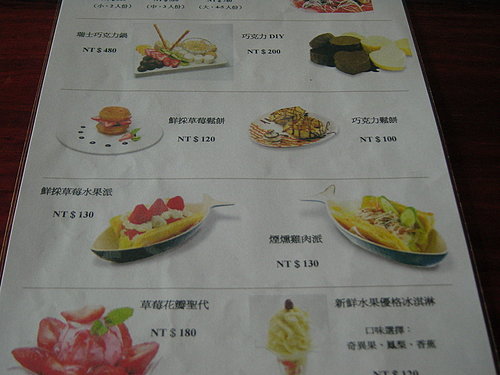 (小，2人份) (中，3人份) (大，4-5人份)
瑞士巧克力鍋
NT $ 480
巧克力 DIY
NT $ 200
鮮採草莓鬆餅
NT $ 120
巧克力鬆餅
NT $ 100
鮮採草莓水果派
NT $ 130
煙燻雞肉派
NT $ 130
草莓花瓣聖代
NT $ 180
新鮮水果優格冰淇淋
口味選擇：
奇異果、鳳梨、香蕉
NT $ 120